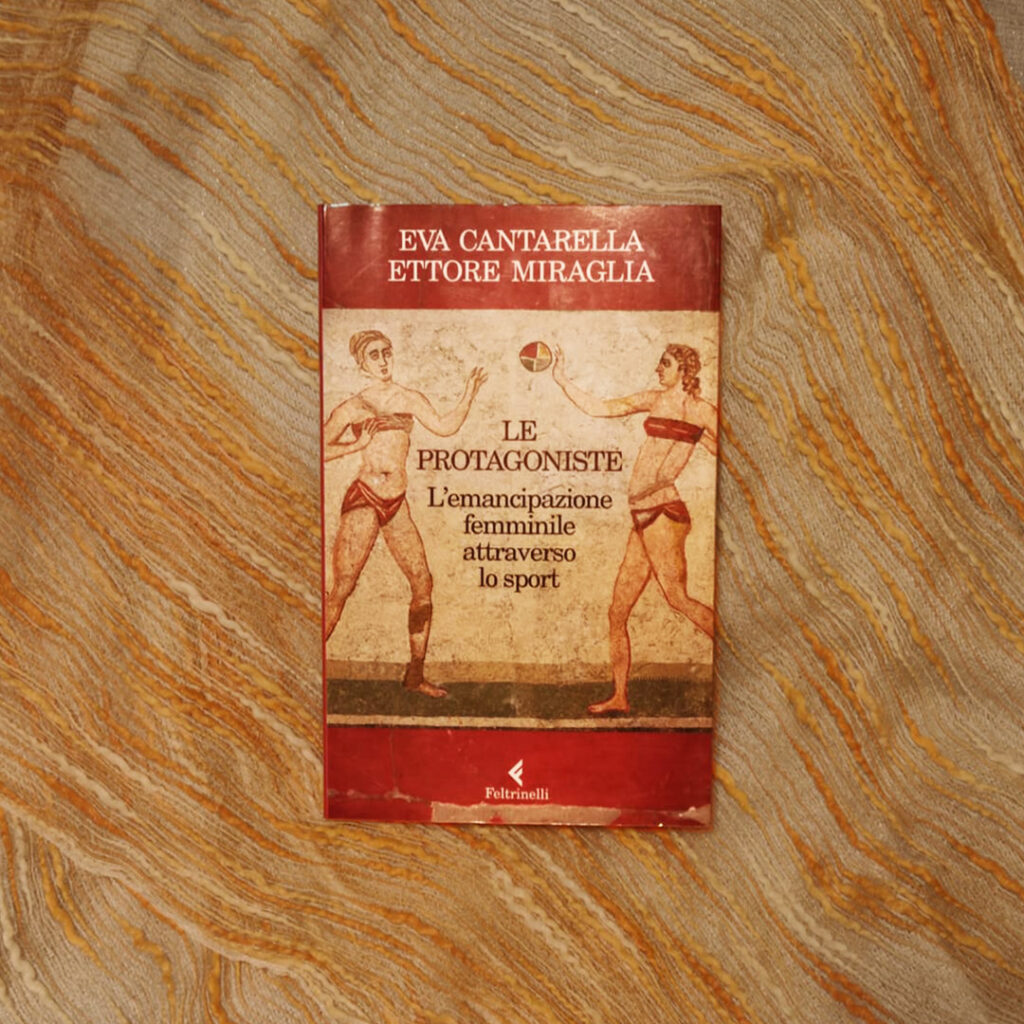 EVA CANTARELLA
ETTORE MIRAGLIA
LE
PROTAGONISTE
L'emancipazione
femminile
attraverso
lo sport
Feltrinelli